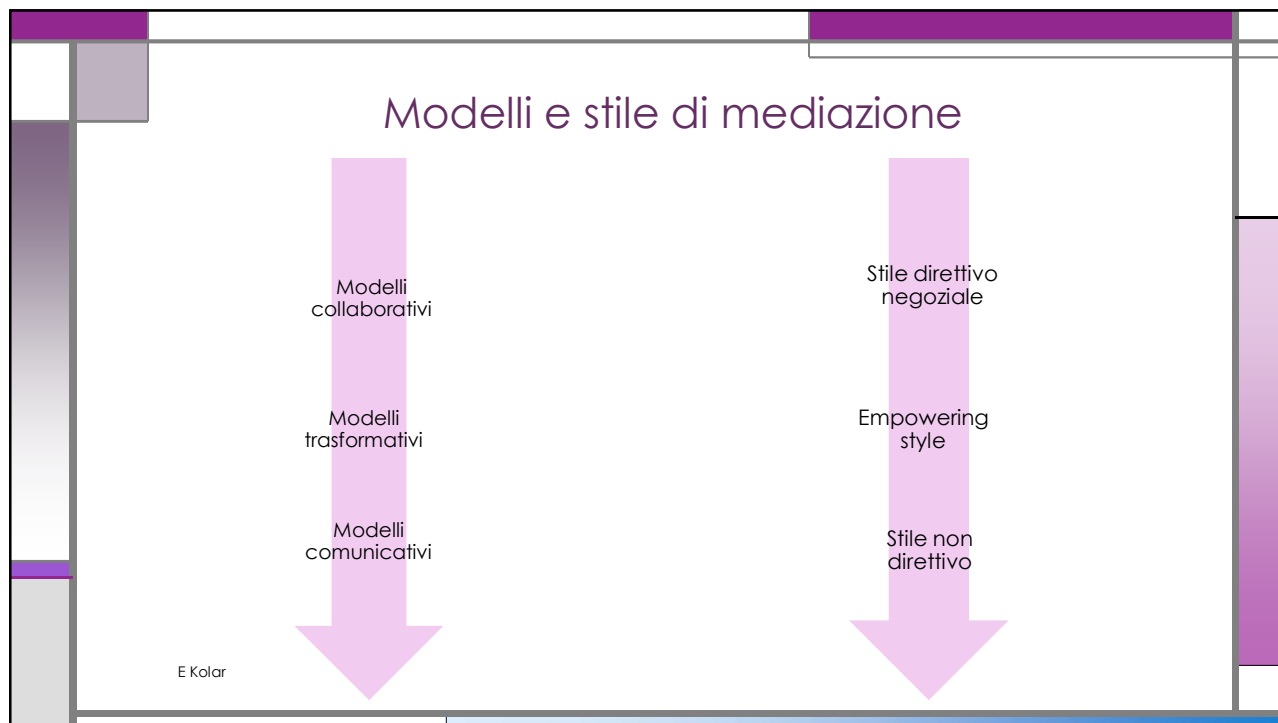 Modelli e stile di mediazione
Modelli
collaborativi
Modelli
trasformativi
Modelli
comunicativi
Stile direttivo
negoziale
Empowering
style
Stile non
direttivo
E Kolar